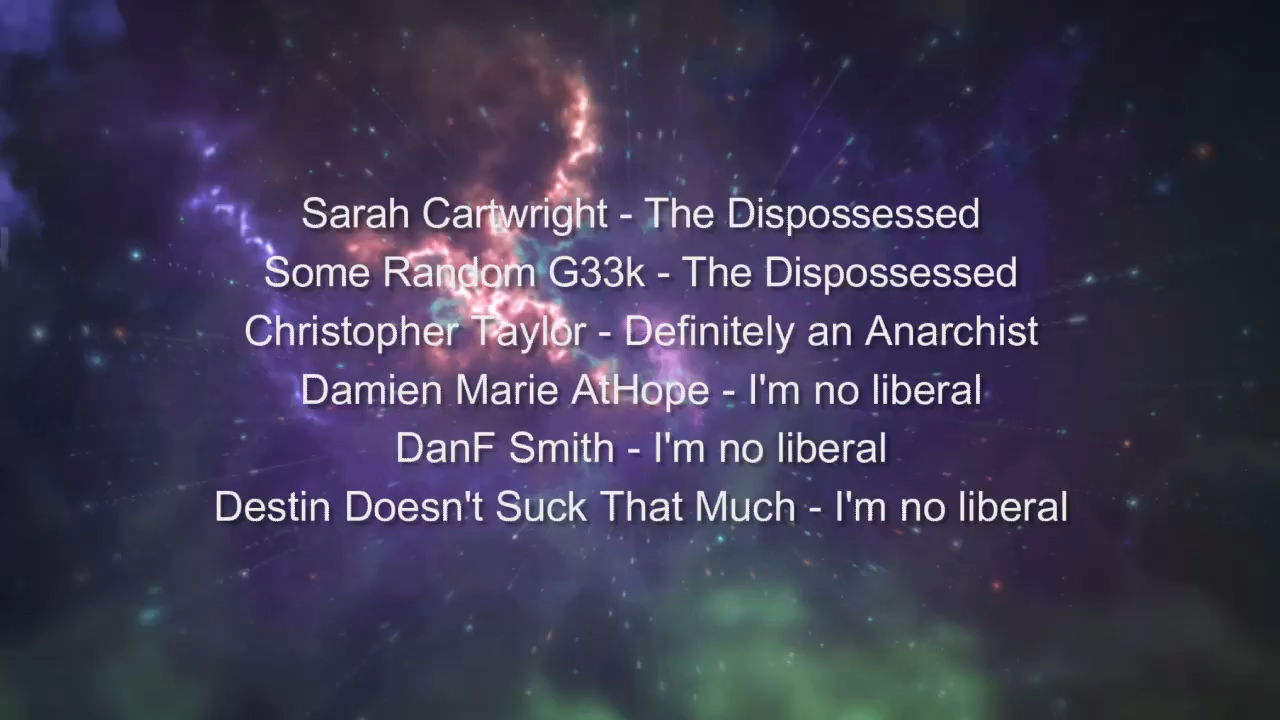 Sarah Cartwright - The Dispossessed
Some Random G33k - The Dispossessed
Christopher Taylor - Definitely an Anarchist
Damien Marie AtHope - I'm no liberal
DanF Smith - I'm no liberal
Destin Doesn't Suck That Much - I'm no liberal